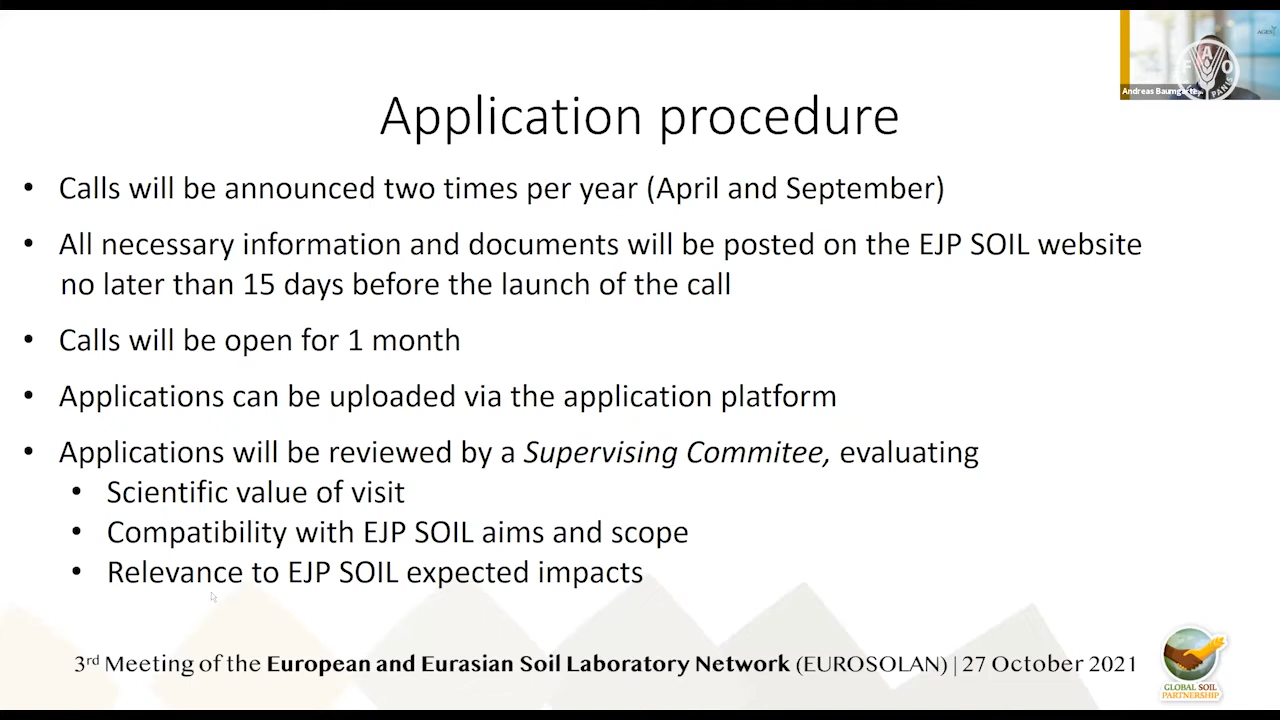 Application procedure
• Calls will be announced two times per year (April and September)
• All necessary information and documents will be posted on the EJP SOIL website
no later than 15 days before the launch of the call
• Calls will be open for 1 month
• Applications can be uploaded via the application platform
• Applications will be reviewed by a Supervising Commitee, evaluating
• Scientific value of visit
• Compatibility with EJP SOIL aims and scope
• Relevance to EJP SOIL expected impacts
3rd Meeting of the European and Eurasian Soil Laboratory Network (EUROSOLAN) | 27 October 2021
GLOBAL SOIL
PARTNERSHIP
AGES
F A O
PANIS
Andreas